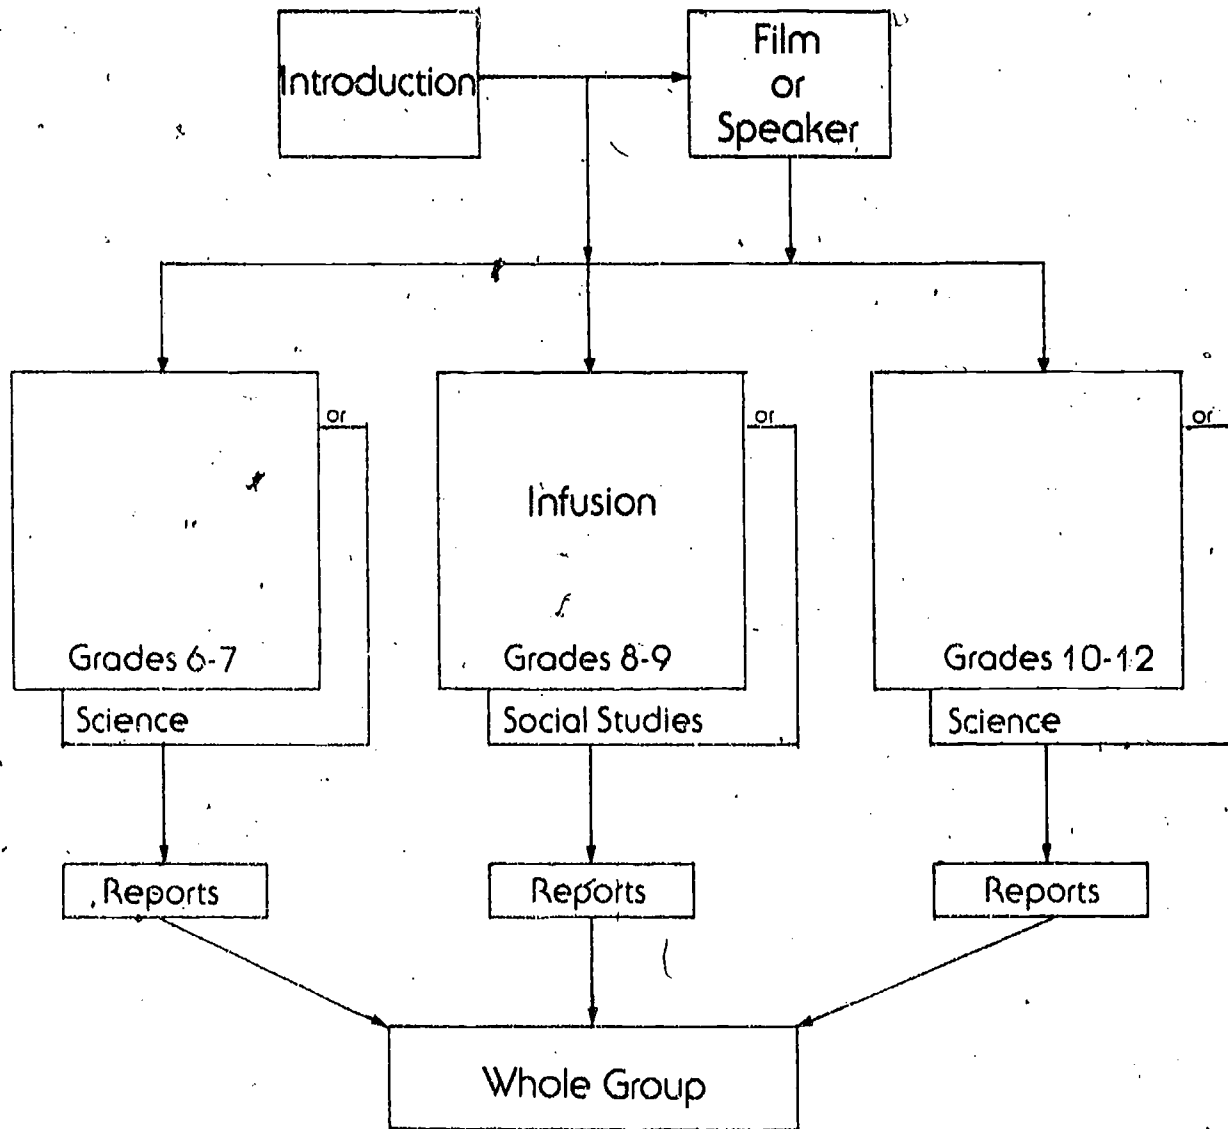 Introduction
Film
or
Speaker
or
or
or
Infusion
Grades 6-7
Grades 8-9
Grades 10-12
Science
Social Studies
Science
Reports
Reports
Reports
Whole Group